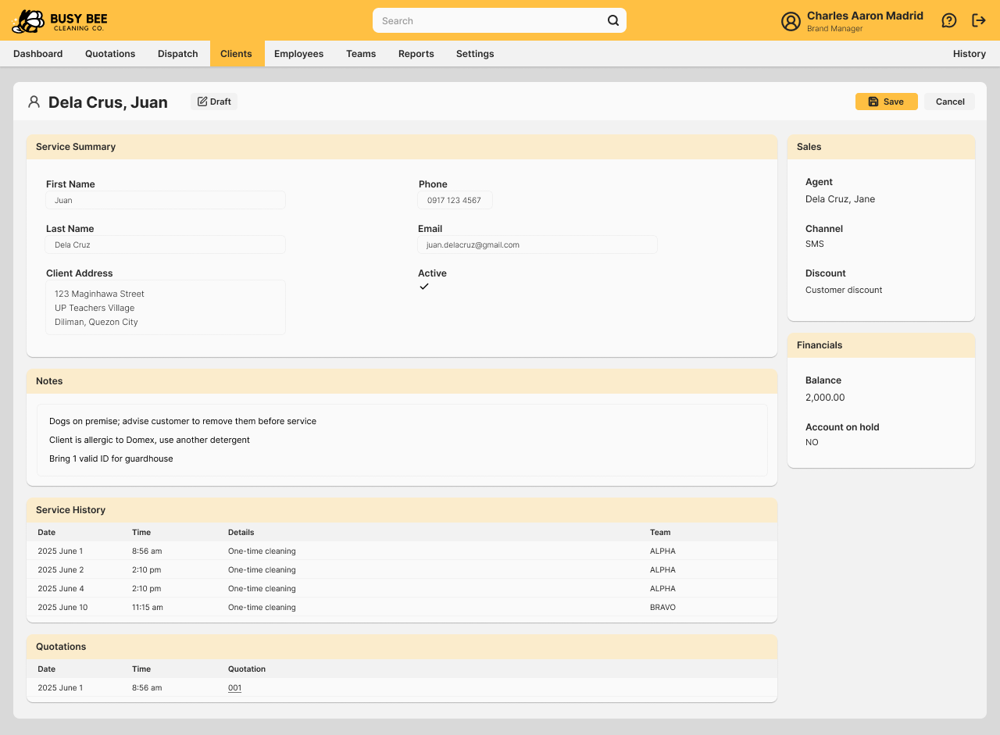 BUSY BEE
CLEANING CO.
Search
Charles Aaron Madrid
Brand Manager
Dashboard Quotations Dispatch Clients Employees Teams Reports Settings History
Dela Crus, Juan Draft Save Cancel
Service Summary
First Name
Juan
Last Name
Dela Cruz
Client Address
123 Maginhawa Street
UP Teachers Village
Diliman, Quezon City
Phone
0917 123 4567
Email
juan.delacruz@gmail.com
Active
Sales
Agent
Dela Cruz, Jane
Channel
SMS
Discount
Customer discount
Financials
Balance
2,000.00
Account on hold
NO
Notes
Dogs on premise; advise customer to remove them before service
Client is allergic to Domex, use another detergent
Bring 1 valid ID for guardhouse
Service History
Date Time Details Team
2025 June 1 8:56 am One-time cleaning ALPHA
2025 June 2 2:10 pm One-time cleaning ALPHA
2025 June 4 2:10 pm One-time cleaning ALPHA
2025 June 10 11:15 am One-time cleaning BRAVO
Quotations
Date Time Quotation
2025 June 1 8:56 am 001